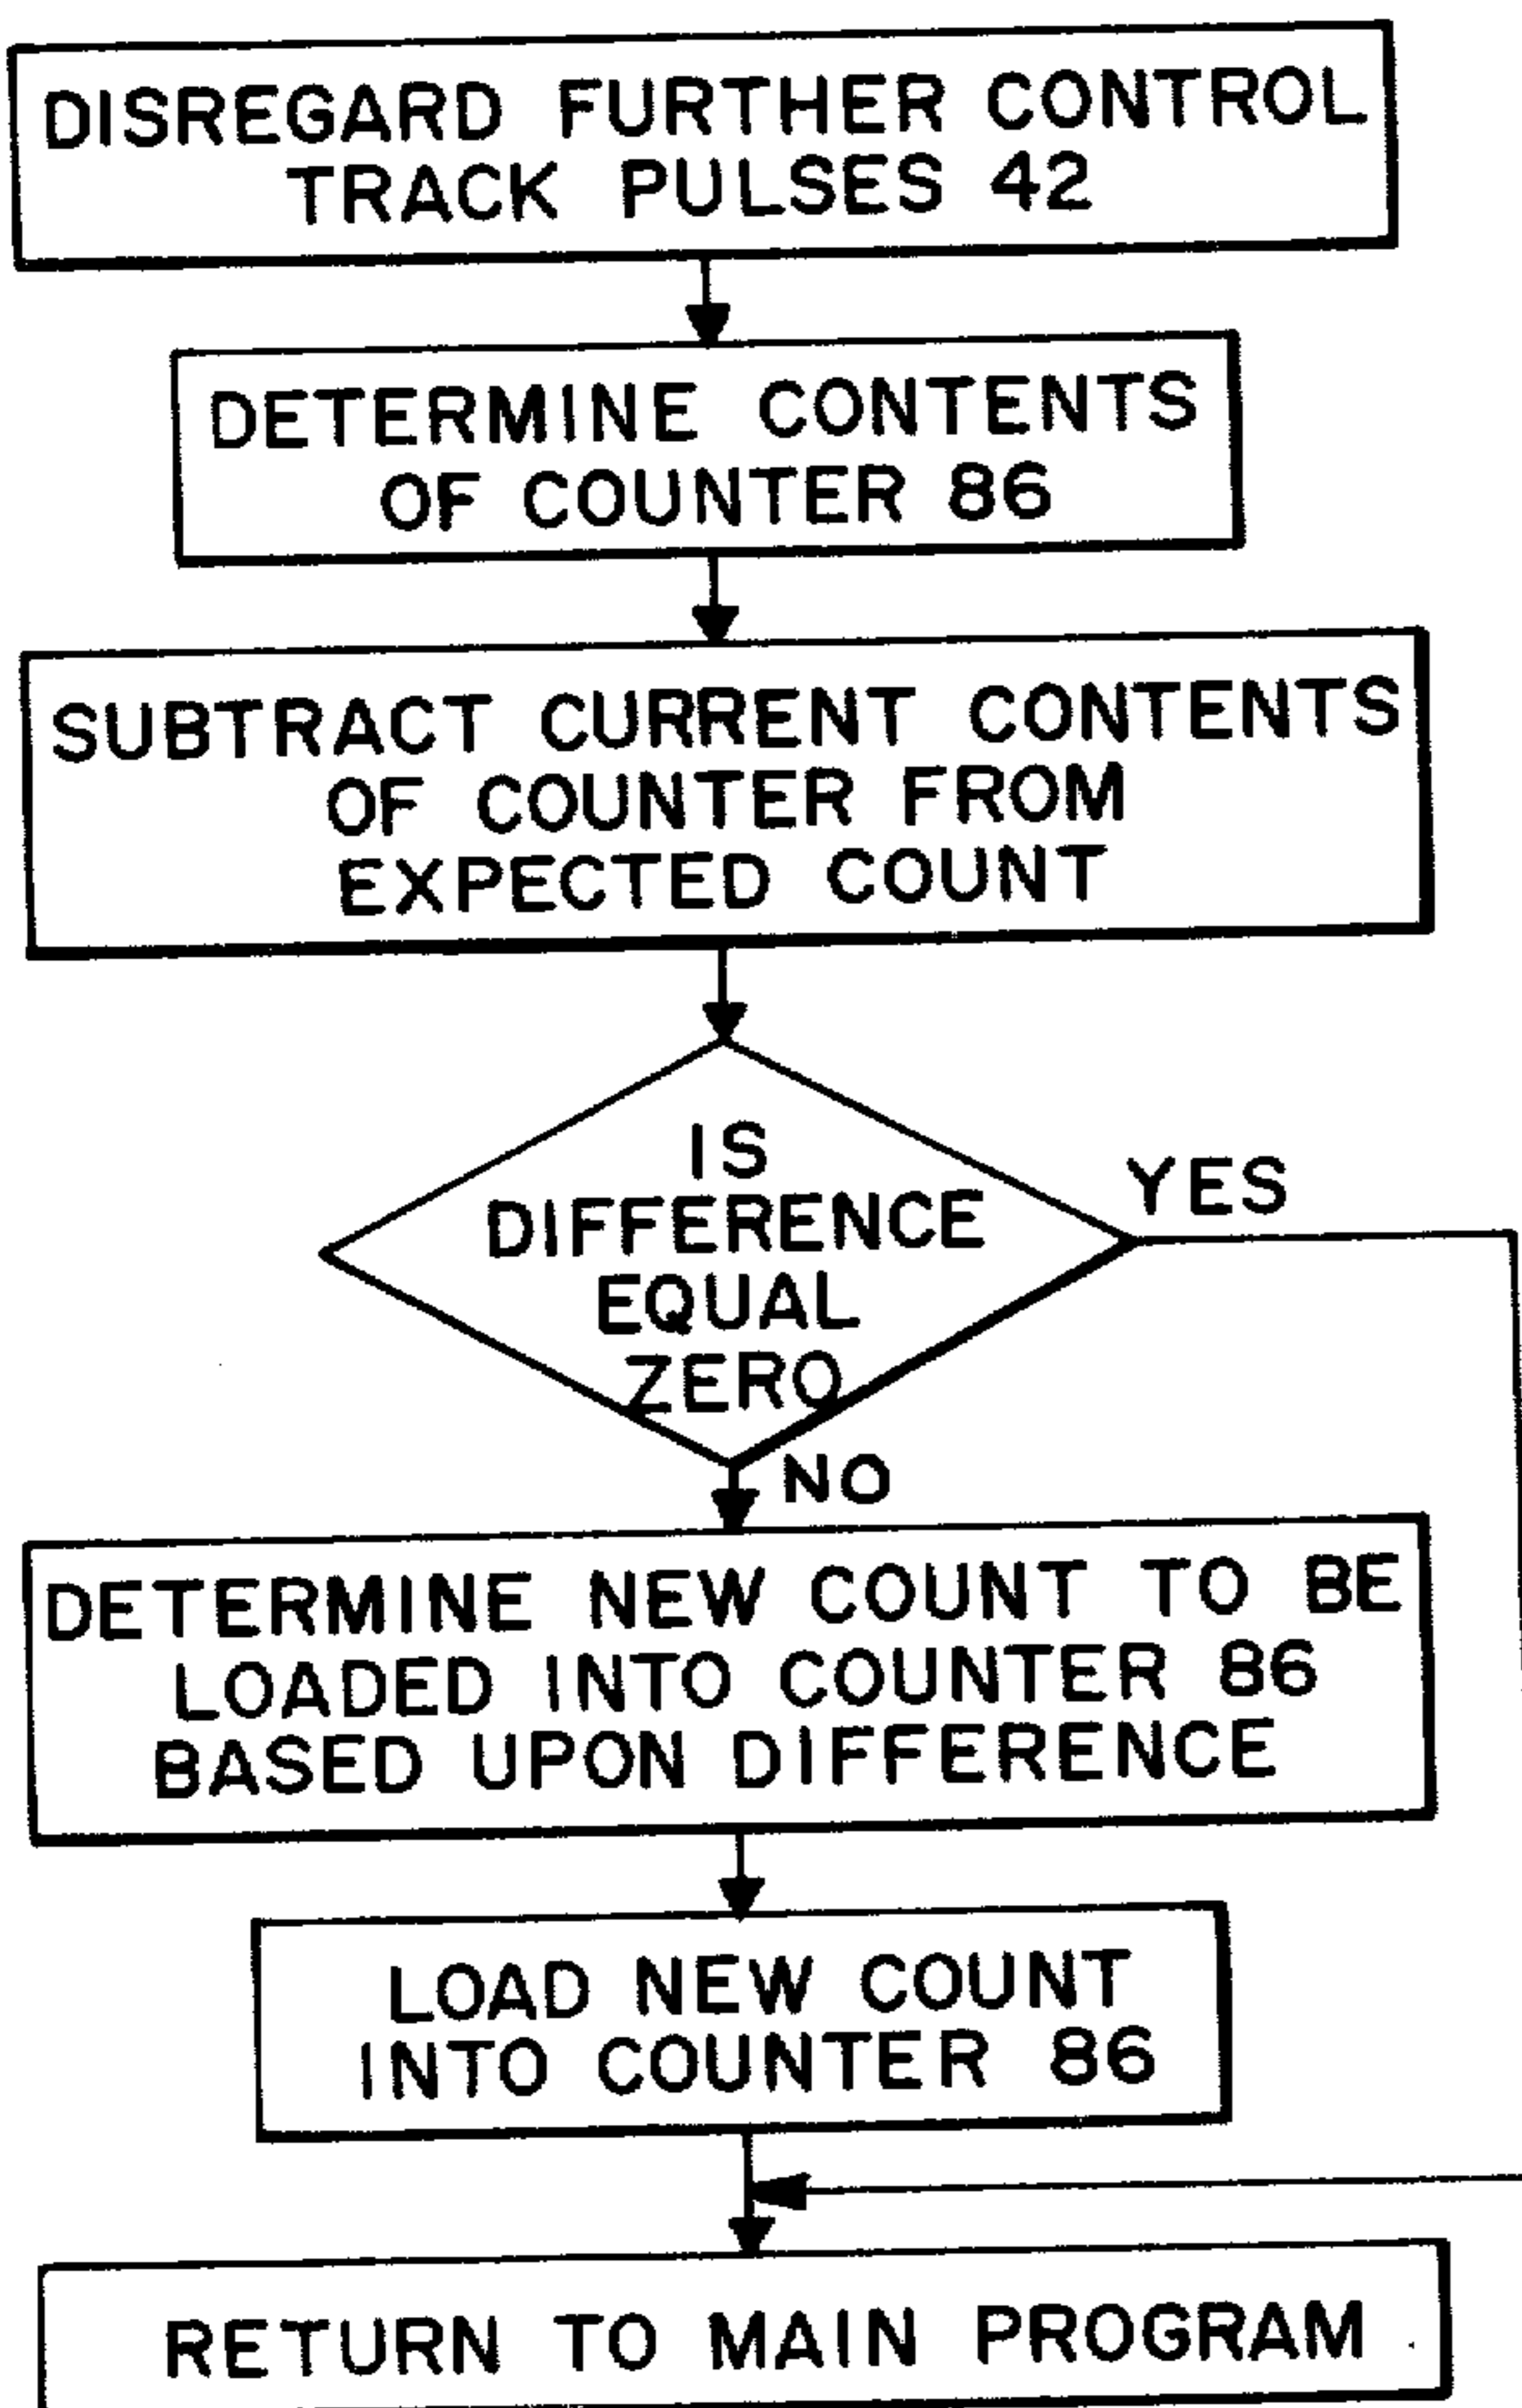 DISREGARD FURTHER CONTROL
TRACK PULSES 42
DETERMINE CONTENTS
OF COUNTER 86
SUBTRACT CURRENT CONTENTS
OF COUNTER FROM
EXPECTED COUNT
IS
DIFFERENCE
EQUAL
ZERO
YES
NO
DETERMINE NEW COUNT TO BE
LOADED INTO COUNTER 86
BASED UPON DIFFERENCE
LOAD NEW COUNT
INTO COUNTER 86
RETURN TO MAIN PROGRAM